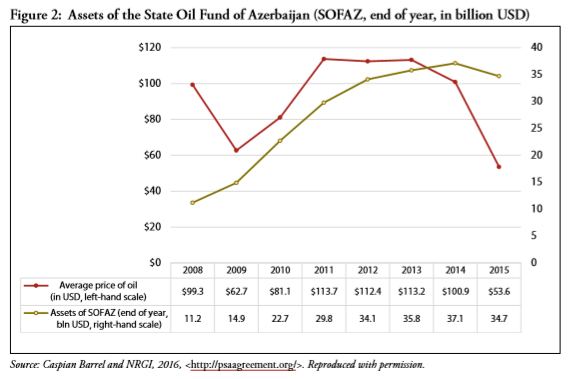 Figure 2: Assets of the State Oil Fund of Azerbaijan (SOFAZ, end of year, in billion USD)
$120 40
$100 35
30
$80 25
$60 20
$40 15
10
$20 5
$0 0
2008 2009 2010 2011 2012 2013 2014 2015
Average price of oil
(in USD, left-hand scale) $99.3 $62.7 $81.1 $113.7 $112.4 $113.2 $100.9 $53.6
Assets of SOFAZ (end of year,
bln USD, right-hand scale) 11.2 14.9 22.7 29.8 34.1 35.8 37.1 34.7
Source: Caspian Barrel and NRGI, 2016, <http://psaagreement.org/>. Reproduced with permission.